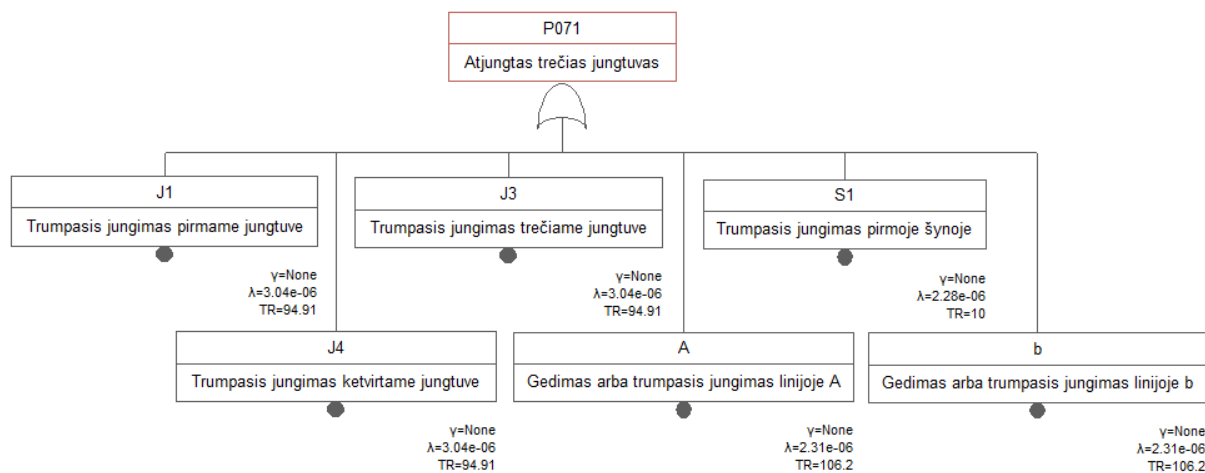 P071
Atjungtas trečias jungtuvas
J1
Trumpasis jungimas pirmame jungtuve
γ=None
λ=3.04e-06
TR=94.91
J3
Trumpasis jungimas trečiame jungtuve
γ=None
λ=3.04e-06
TR=94.91
S1
Trumpasis jungimas pirmoje šynoje
γ=None
λ=2.28e-06
TR=10
J4
Trumpasis jungimas ketvirtame jungtuve
γ=None
λ=3.04e-06
TR=94.91
A
Gedimas arba trumpasis jungimas linijoje A
γ=None
λ=2.31e-06
TR=106.2
b
Gedimas arba trumpasis jungimas linijoje b
γ=None
λ=2.31e-06
TR=106.2